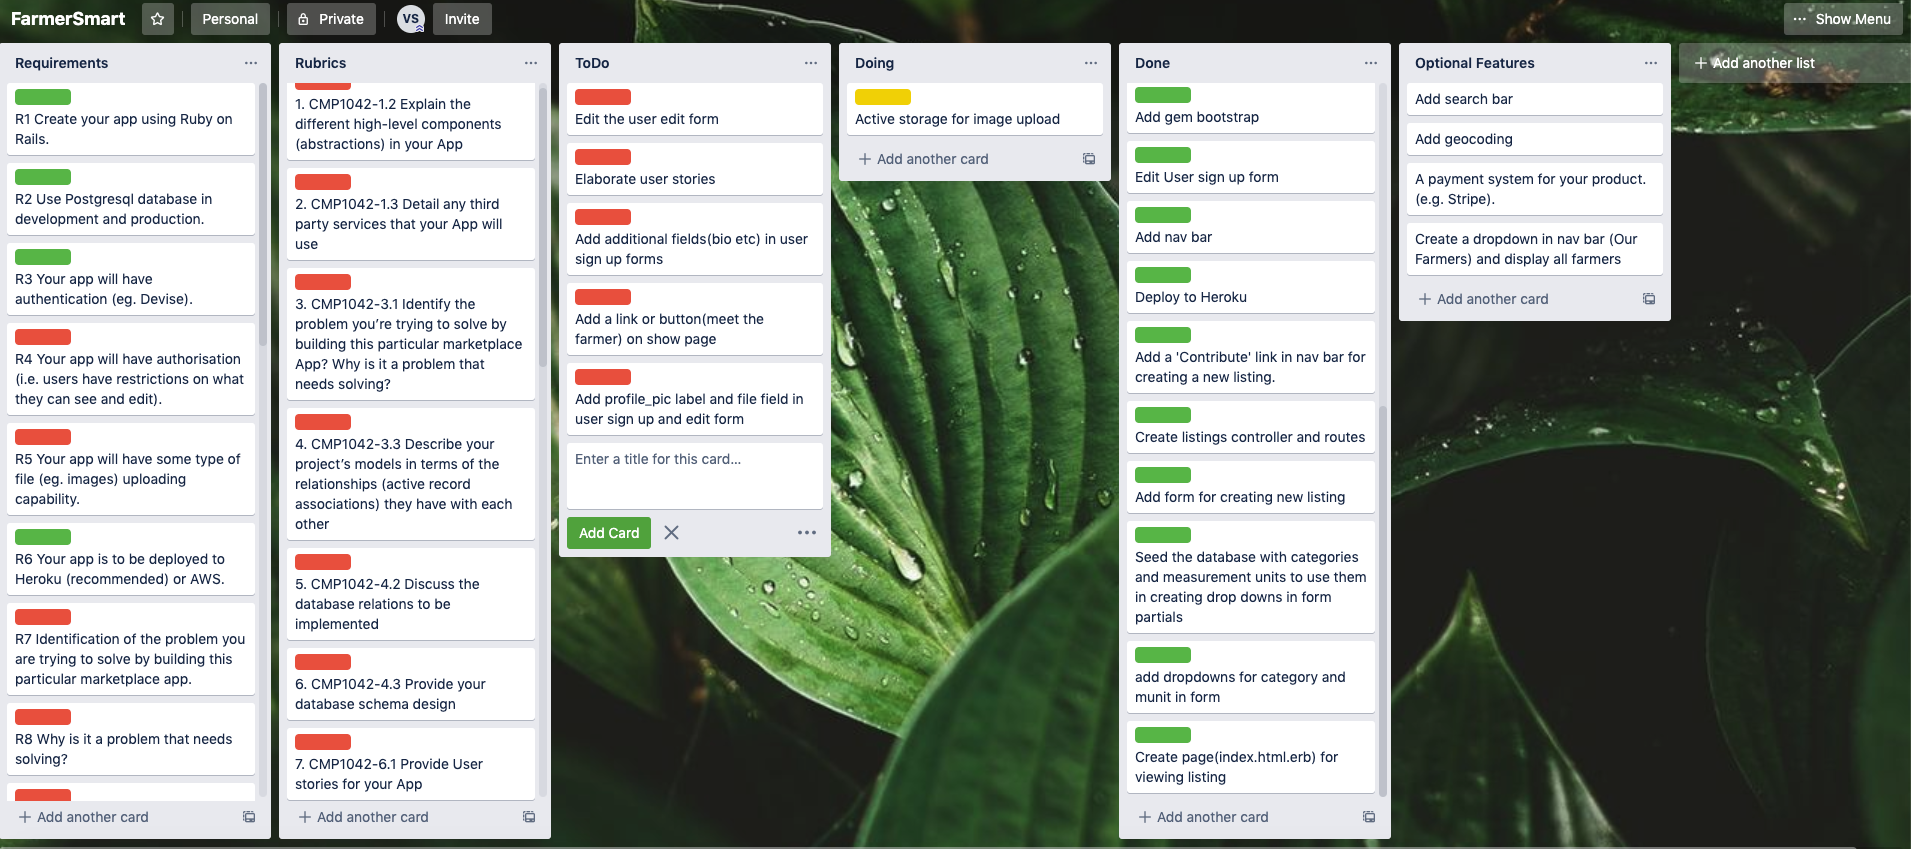 FarmerSmart
Personal
Private
VS
Invite
Show Menu
Requirements
R1 Create your app using Ruby on
Rails.
R2 Use Postgresql database in
development and production.
R3 Your app will have
authentication (eg. Devise).
R4 Your app will have authorisation
(i.e. users have restrictions on what
they can see and edit).
R5 Your app will have some type of
file (eg. images) uploading
capability.
R6 Your app is to be deployed to
Heroku (recommended) or AWS.
R7 Identification of the problem you
are trying to solve by building this
particular marketplace app.
R8 Why is it a problem that needs
solving?
Add another card
Rubrics
1. CMP1042-1.2 Explain the
different high-level components
(abstractions) in your App
2. CMP1042-1.3 Detail any third
party services that your App will
use
3. CMP1042-3.1 Identify the
problem you’re trying to solve by
building this particular marketplace
App? Why is it a problem that
needs solving?
4. CMP1042-3.3 Describe your
project’s models in terms of the
relationships (active record
associations) they have with each
other
5. CMP1042-4.2 Discuss the
database relations to be
implemented
6. CMP1042-4.3 Provide your
database schema design
7. CMP1042-6.1 Provide User
stories for your App
Add another card
ToDo
Edit the user edit form
Elaborate user stories
Add additional fields(bio etc) in user
sign up forms
Add a link or button(meet the
farmer) on show page
Add profile_pic label and file field in
user sign up and edit form
Enter a title for this card...
Add Card
Doing
Active storage for image upload
Add another card
Done
Add gem bootstrap
Edit User sign up form
Add nav bar
Deploy to Heroku
Add a 'Contribute' link in nav bar for
creating a new listing.
Create listings controller and routes
Add form for creating new listing
Seed the database with categories
and measurement units to use them
in creating drop downs in form
partials
add dropdowns for category and
munit in form
Create page(index.html.erb) for
viewing listing
Add another card
Optional Features
Add search bar
Add geocoding
A payment system for your product.
(e.g. Stripe).
Create a dropdown in nav bar (Our
Farmers) and display all farmers
Add another card
Add another list